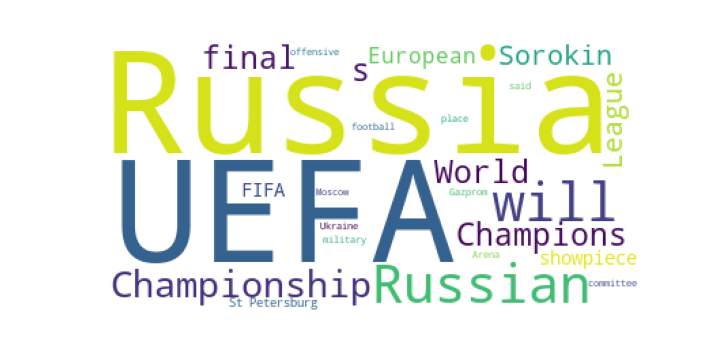 final offensive s European Sorokin
Russia said League
football place
UEFA World
FIFA Moscow Gazprom will
Ukraine Champions
military Arena showpiece
Championship Russian committee
St Petersburg